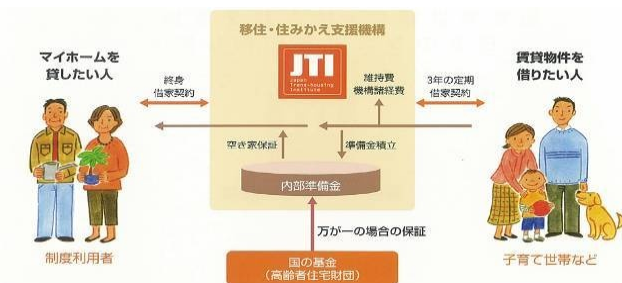 移住・住みかえ支援機構
JTI
Japan
Trans-housing
Institute
マイホームを
貸したい人
終身
借家契約
維持費
機構諸経費
3年の定期
借家契約
賃貸物件を
借りたい人
空き家保証
準備金積立
内部準備金
万が一の場合の保証
制度利用者
国の基金
(高齢者住宅財団)
子育て世帯など